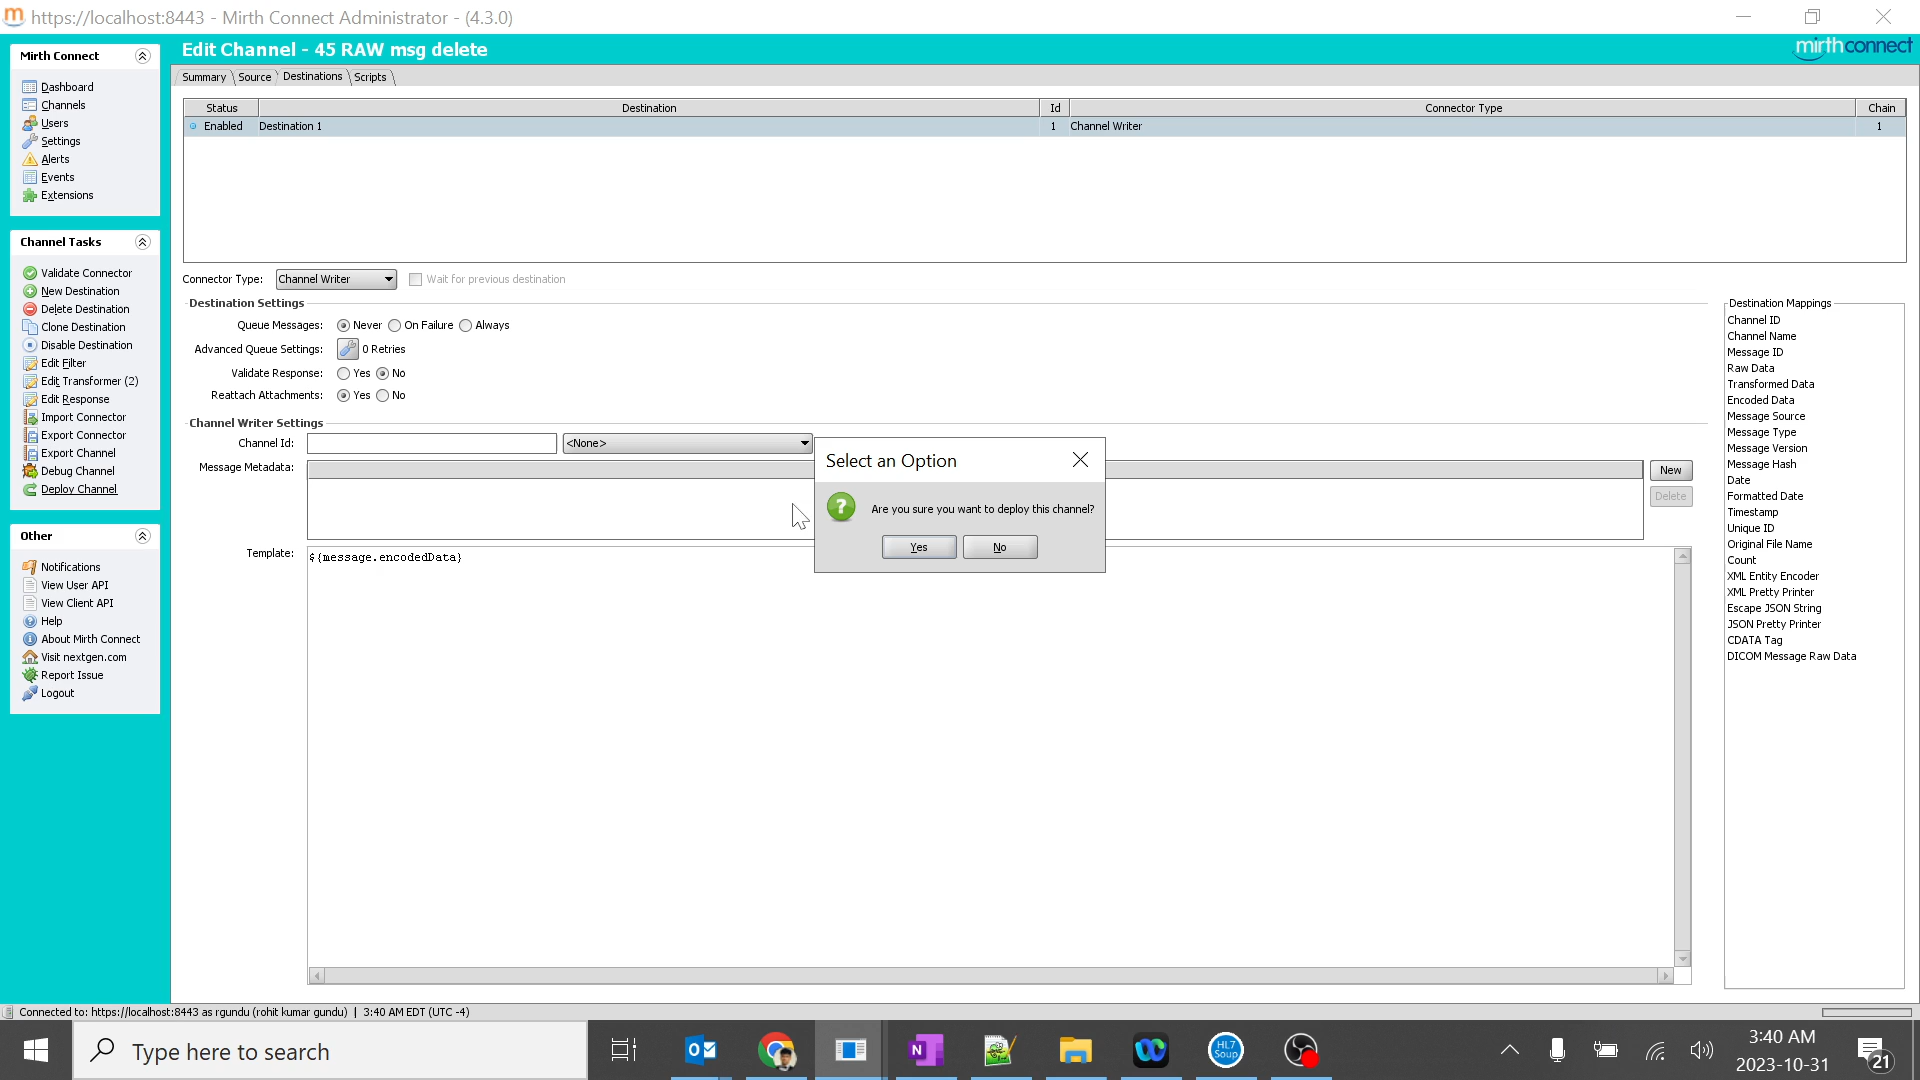 https://localhost:8443 - Mirth Connect Administrator - (4.3.0)
Mirth Connect
Dashboard
Channels
Users
Settings
Alerts
Events
Extensions
Channel Tasks
Validate Connector
New Destination
Delete Destination
Clone Destination
Disable Destination
Edit Filter
Edit Transformer (2)
Edit Response
Import Connector
Export Connector
Export Channel
Debug Channel
Deploy Channel
Other
Notifications
View User API
View Client API
Help
About Mirth Connect
Visit nextgen.com
Report Issue
Logout
Edit Channel - 45 RAW msg delete
mirthconnect
Summary Source Destinations Scripts
Status Destination Id Connector Type Chain
Enabled Destination 1 1 Channel Writer 1
Connector Type: Channel Writer Wait for previous destination
Destination Settings
Queue Messages: Never On Failure Always
Advanced Queue Settings: 0 Retries
Validate Response: Yes No
Reattach Attachments: Yes No
Channel Writer Settings
Channel Id: <None>
Message Metadata:
New
Delete
Template: ${message.encodedData}
Select an Option
Are you sure you want to deploy this channel?
Yes No
Destination Mappings
Channel ID
Channel Name
Message ID
Raw Data
Transformed Data
Encoded Data
Message Source
Message Type
Message Version
Message Hash
Date
Formatted Date
Timestamp
Unique ID
Original File Name
Count
XML Entity Encoder
XML Pretty Printer
Escape JSON String
JSON Pretty Printer
CDATA Tag
DICOM Message Raw Data
Connected to: https://localhost:8443 as rgundu (rohit kumar gundu) | 3:40 AM EDT (UTC -4)
Type here to search
HL7
Soup
3:40 AM
2023-10-31
21